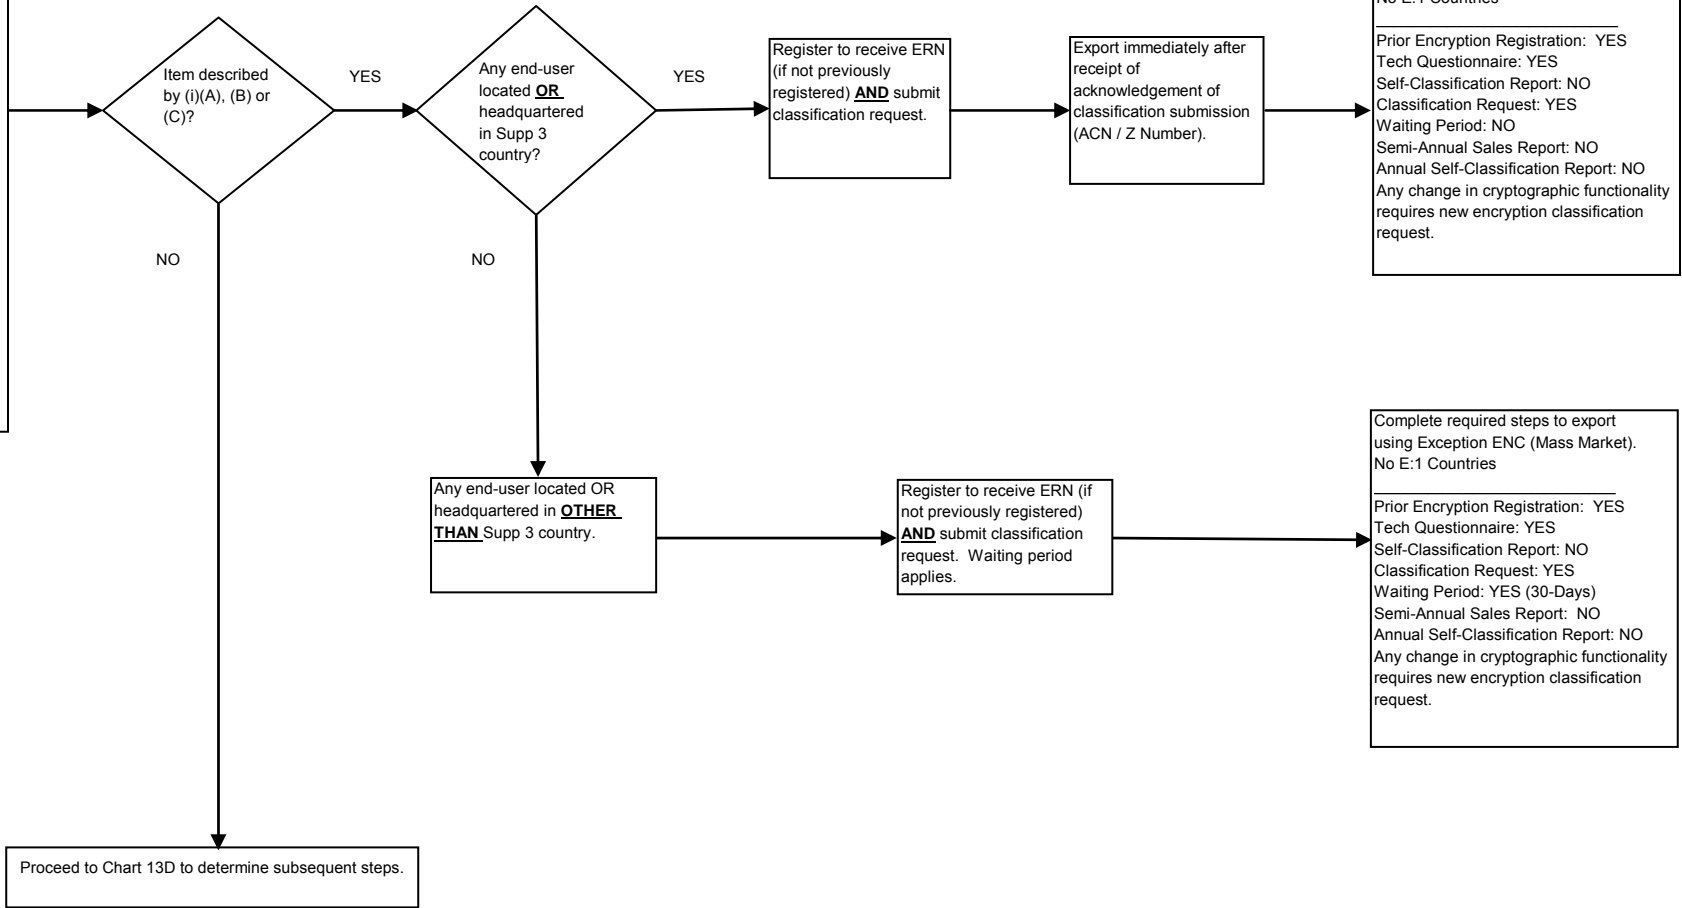 No E:1 Countries
Prior Encryption Registration:  YES
Tech Questionnaire: YES
Self-Classification Report: NO
Classification Request: YES
Waiting Period: NO
Semi-Annual Sales Report: NO
Annual Self-Classification Report: NO
Any change in cryptographic functionality
requires new encryption classification
request.
Item described
by (i)(A), (B) or
(C)?
YES
Any end-user
located OR
headquartered
in Supp 3
country?
YES
Register to receive ERN
(if not previously
registered) AND submit
classification request.
Export immediately after
receipt of
acknowledgement of
classification submission
(ACN / Z Number).
NO
NO
Any end-user located OR
headquartered in OTHER
THAN Supp 3 country.
Register to receive ERN (if
not previously registered)
AND submit classification
request.  Waiting period
applies.
Complete required steps to export
using Exception ENC (Mass Market).
No E:1 Countries
Prior Encryption Registration:  YES
Tech Questionnaire: YES
Self-Classification Report: NO
Classification Request: YES
Waiting Period: YES (30-Days)
Semi-Annual Sales Report:  NO
Annual Self-Classification Report: NO
Any change in cryptographic functionality
requires new encryption classification
request.
Proceed to Chart 13D to determine subsequent steps.